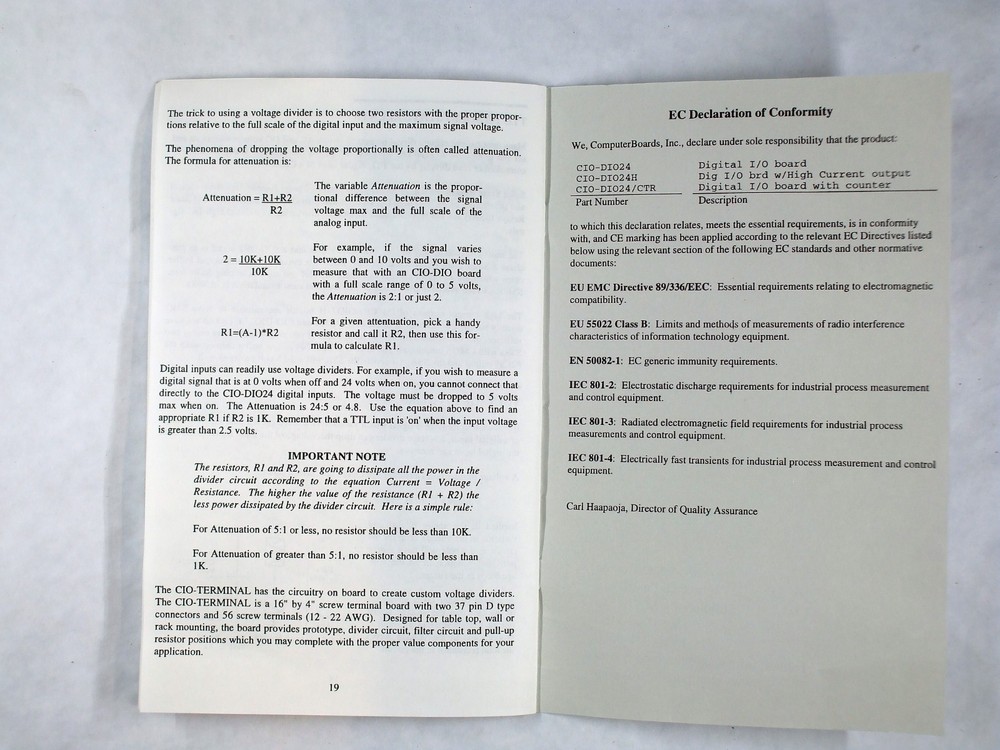 The trick to using a voltage divider is to choose two resistors with the proper propor-
tions relative to the full scale of the digital input and the maximum signal voltage.
The phenomena of dropping the voltage proportionally is often called attenuation.
The formula for attenuation is:
Attenuation = R1+R2
R2
The variable Attenuation is the propor-
tional difference between the signal
voltage max and the full scale of the
analog input.
2 = 10K+10K
10K
For example, if the signal varies
between 0 and 10 volts and you wish to
measure that with an CIO-DIO board
with a full scale range of 0 to 5 volts,
the Attenuation is 2:1 or just 2.
R1=(A-1)*R2
For a given attentuation, pick a handy
resistor and call it R2, then use this for-
mula to calculate R1.
Digital inputs can readily use voltage dividers. For example, if you wish to measure a
digital signal that is at 0 volts when off and 24 volts when on, you cannot connect that
directly to the CIO-DIO24 digital inputs. The voltage must be dropped to 5 volts
max when on. The Attenuation is 24:5 or 4.8. Use the equation above to find an
appropriate R1 if R2 is 1K. Remember that a TTL input is 'on' when the input voltage
is greater than 2.5 volts.
IMPORTANT NOTE
The resistors, R1 and R2, are going to dissipate all the power in the
divider circuit according to the equation Current = Voltage /
Resistance. The higher the value of the resistance (R1 + R2) the
less power dissipated by the divider circuit. Here is a simple rule:
For Attenuation of 5:1 or less, no resistor should be less than 10K.
For Attenuation of greater than 5:1, no resistor should be less than
1K.
The CIO-TERMINAL has the circuitry on board to create custom voltage dividers.
The CIO-TERMINAL is a 16" by 4" screw terminal board with two 37 pin D type
connectors and 56 screw terminals (12 - 22 AWG). Designed for table top, wall or
rack mounting, the board provides prototype, divider circuit, filter circuit and pull-up
resistor positions which you may complete with the proper value components for your
application.
19
EC Declaration of Conformity
We, ComputerBoards, Inc., declare under sole responsibility that the product:
CIO-DIO24 Digital I/O board
CIO-DIO24H Dig I/O brd w/High Current output
CIO-DIO24/CTR Digital I/O board with counter
Part Number Description
to which this declaration relates, meets the essential requirements, is in conformity
with, and CE marking has been applied according to the relevant EC Directives listed
below using the relevant section of the following EC standards and other normative
documents:
EU EMC Directive 89/336/EEC: Essential requirements relating to electromagnetic
compatibility.
EU 55022 Class B: Limits and methods of measurements of radio interference
characteristics of information technology equipment.
EN 50082-1: EC generic immunity requirements.
IEC 801-2: Electrostatic discharge requirements for industrial process measurement
and control equipment.
IEC 801-3: Radiated electromagnetic field requirements for industrial process
measurements and control equipment.
IEC 801-4: Electrically fast transients for industrial process measurement and control
equipment.
Carl Haapaoja, Director of Quality Assurance